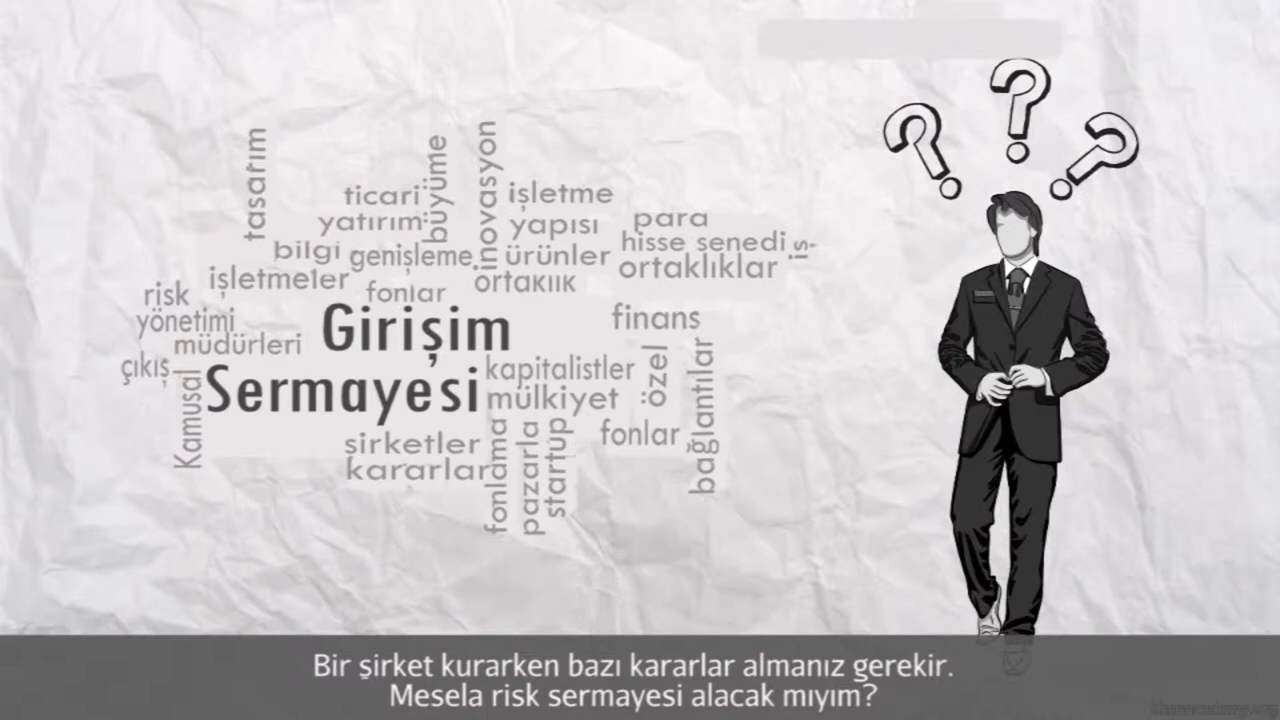 tasarım
ticari
büyüme
inovasyon
işletme
yatırım
yapısı
para
bilgi
genişleme
ürünler
hisse senedi
iş-
işletmeler
fonlar
ortaklık
ortaklıklar
risk
yönetimi
müdürleri
Girişim
finans
çıkış
Kamusal
Sermayesi
kapitalistler
mülkiyet
özel
bağlantılar
şirketler
kararlar
fonlama
pazarla
startup
fonlar
Bir şirket kurarken bazı kararlar almanız gerekir.
Mesela risk sermayesi alacak mıyım?